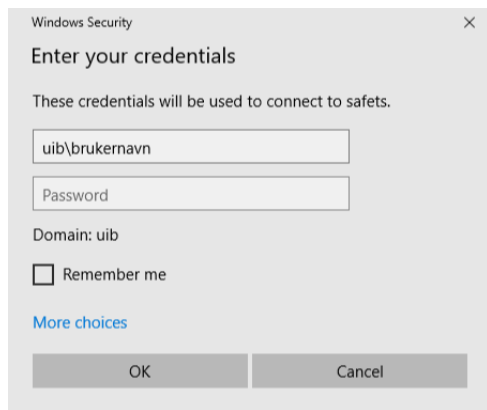 Windows Security
Enter your credentials
These credentials will be used to connect to safets.
uib\brukernavn
Password
Domain: uib
Remember me
More choices
OK Cancel